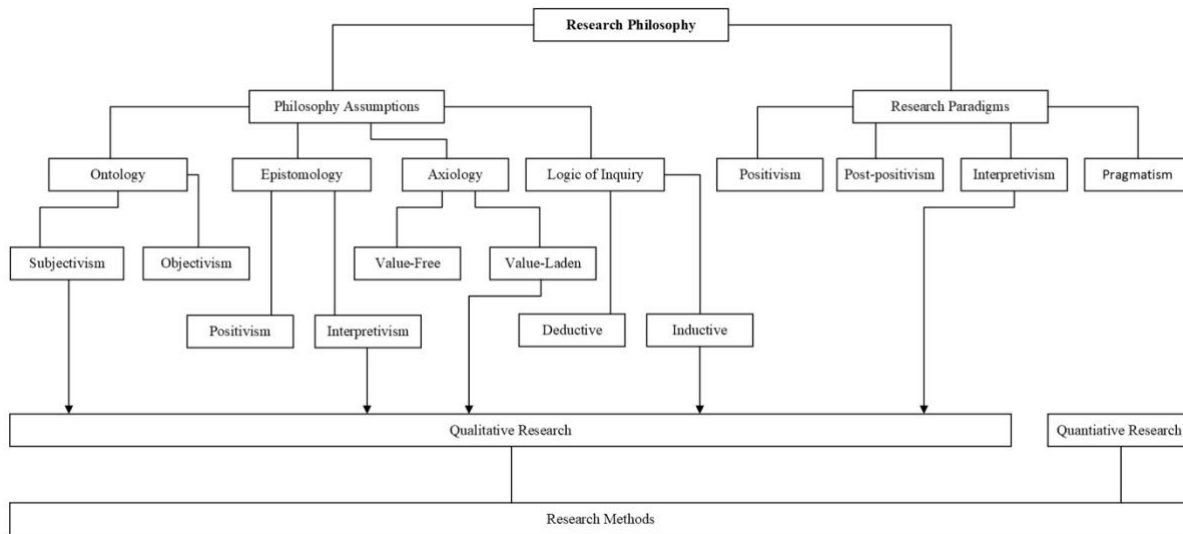 Research Philosophy
Philosophy Assumptions
Research Paradigms
Ontology
Epistomology
Axiology
Logic of Inquiry
Positivism
Post-positivism
Interpretivism
Pragmatism
Subjectivism
Objectivism
Value-Free
Value-Laden
Positivism
Interpretivism
Deductive
Inductive
Qualitative Research
Quantiative Research
Research Methods